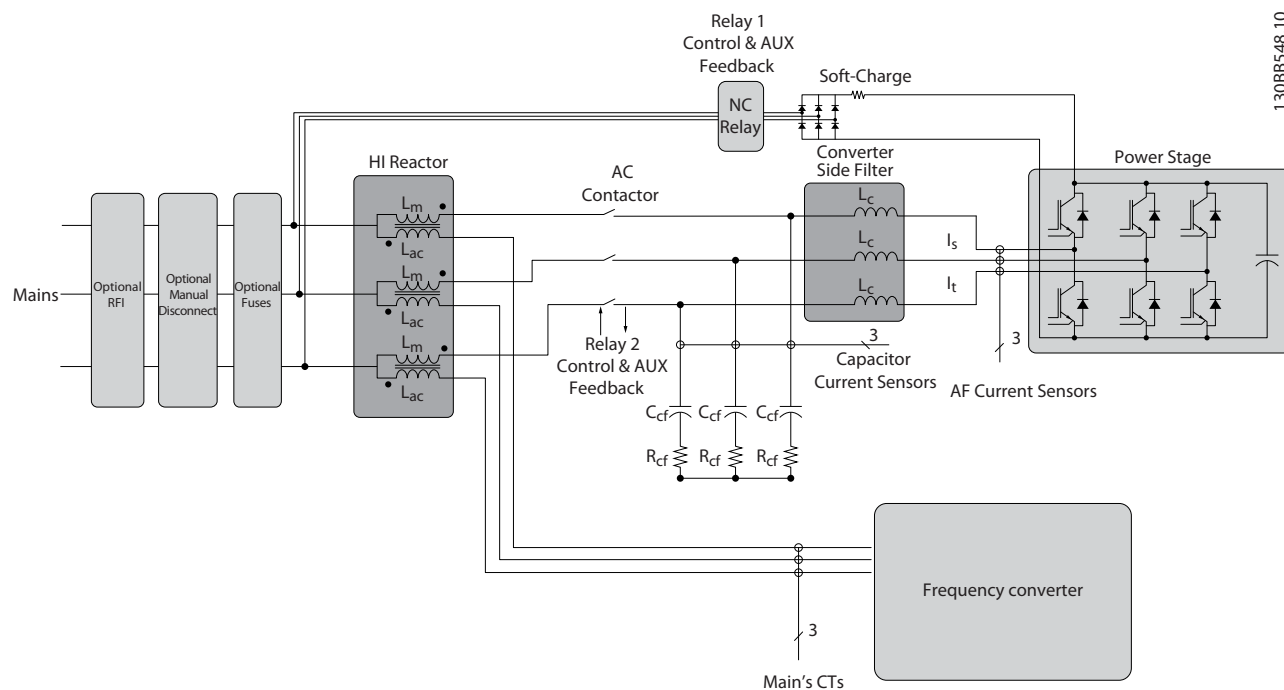 Relay 1
Control & AUX
Feedback
130BB548.10
Soft-Charge
NC
Relay
HI Reactor
AC
Contactor
Converter
Side Filter
Power Stage
Lm
Lac
Lm
Lac
Lm
Lac
Lc
Lc
Lc
Is
It
Mains
Optional
RFI
Optional
Manual
Disconnect
Optional
Fuses
Relay 2
Control & AUX
Feedback
3
Capacitor
Current Sensors
3
AF Current Sensors
Ccf
Ccf
Ccf
Rcf
Rcf
Rcf
Frequency converter
3
Main's CTs